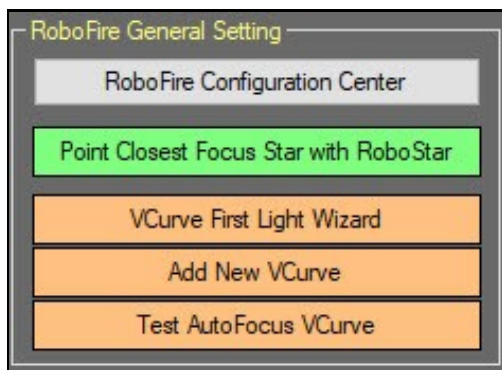 RoboFire General Setting
RoboFire Configuration Center
Point Closest Focus Star with RoboStar
VCurve First Light Wizard
Add New VCurve
Test AutoFocus VCurve